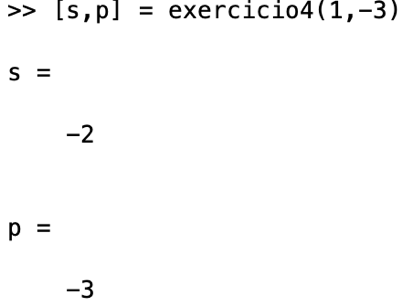 >> [s,p] = exercicio4(1,-3)
s =
-2
p =
-3